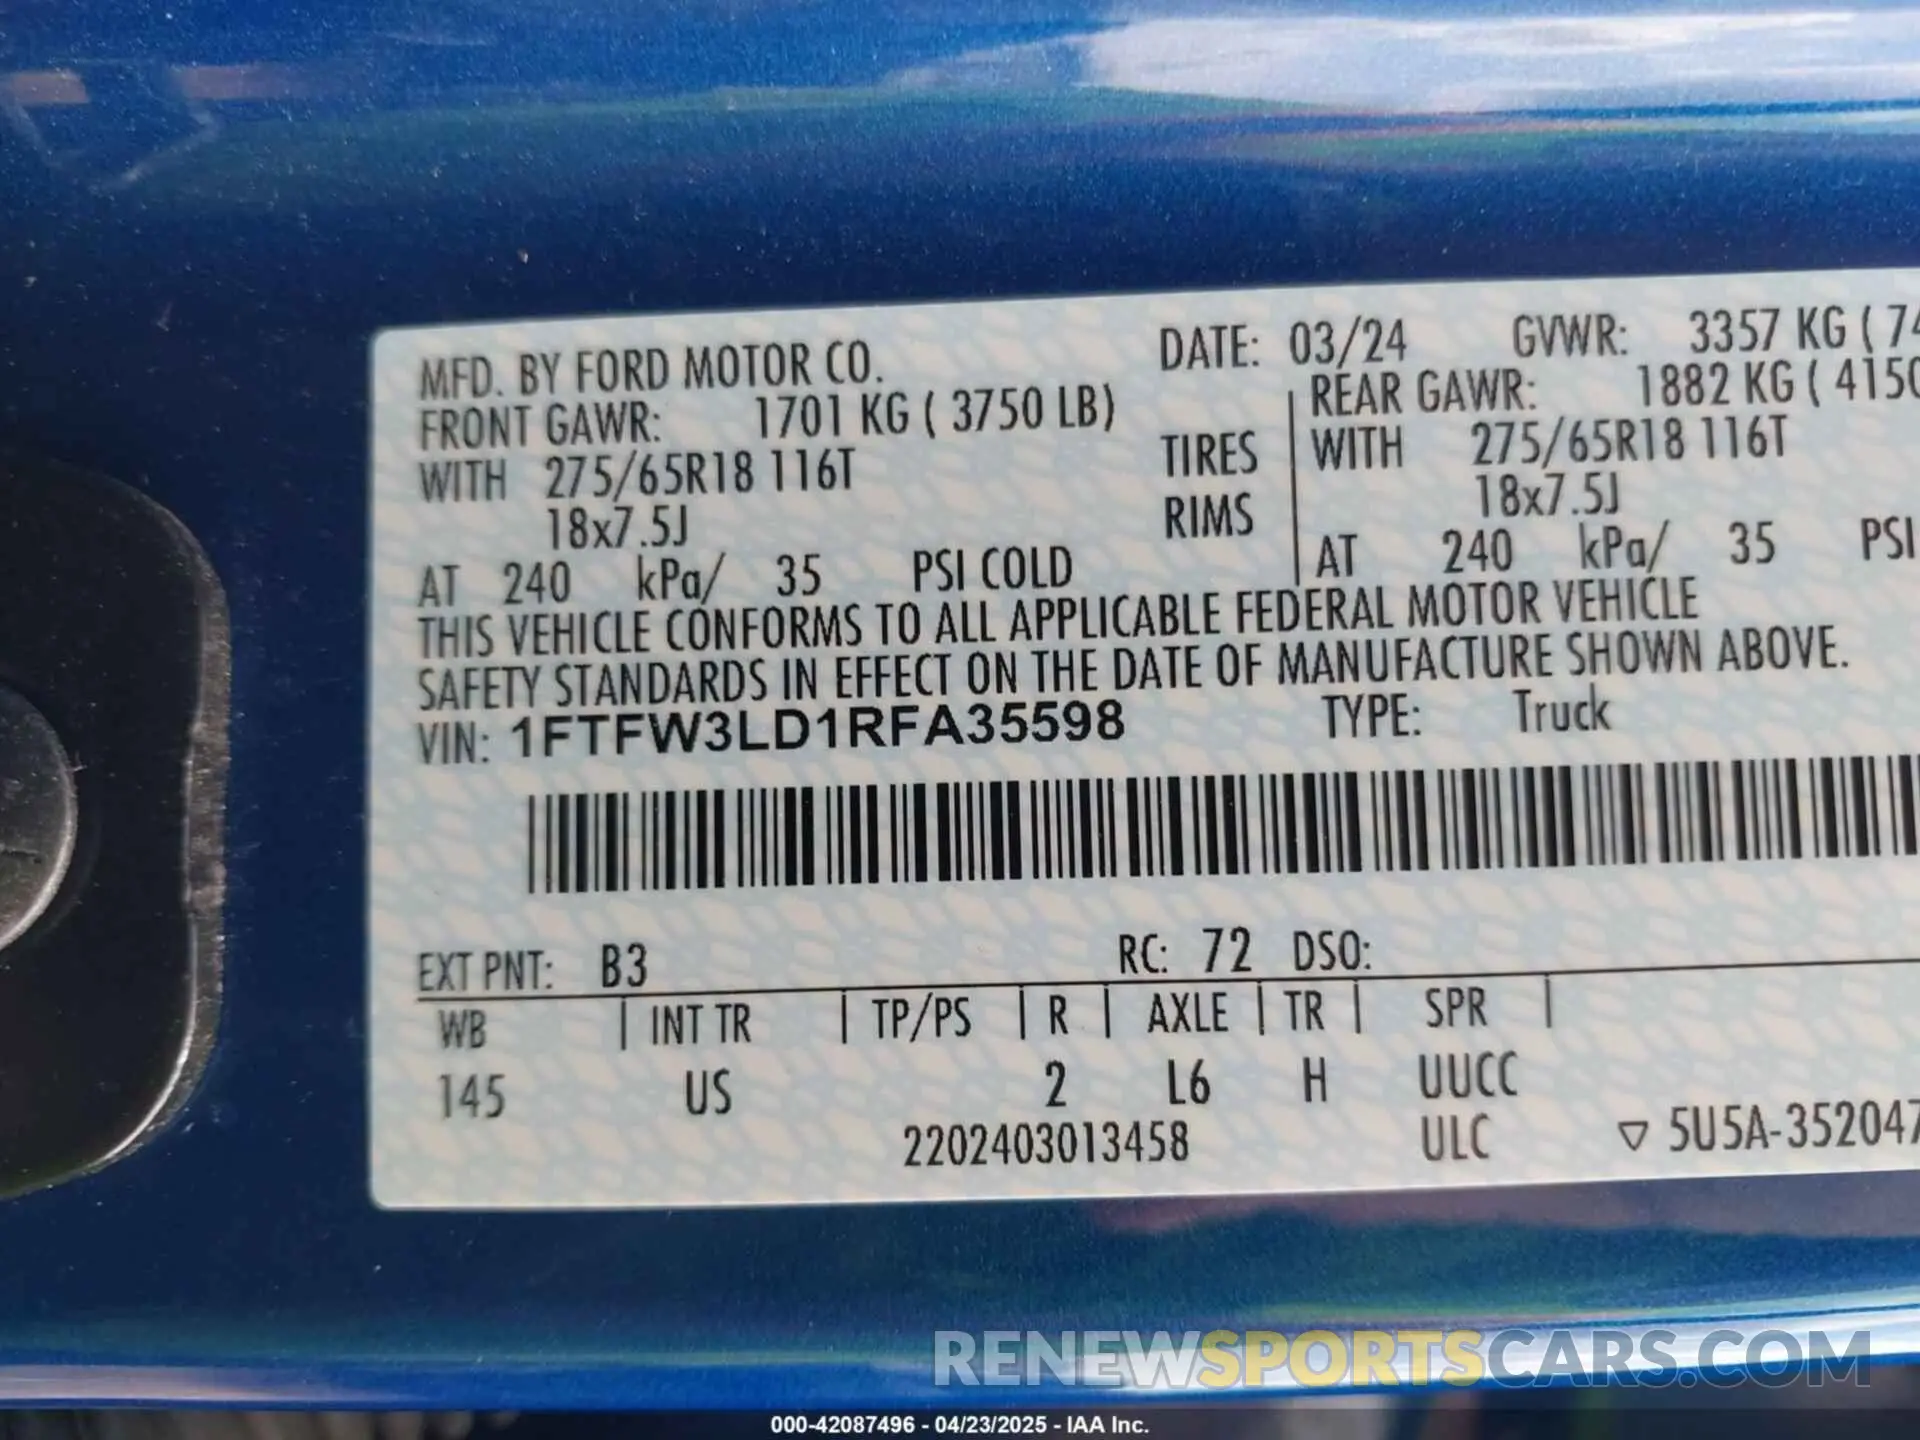 MFD. BY FORD MOTOR CO. DATE: 03/24 GVWR: 3357 KG ( 74
FRONT GAWR: 1701 KG ( 3750 LB) REAR GAWR: 1882 KG ( 4150
WITH 275/65R18 116T TIRES WITH 275/65R18 116T
18x7.5J RIMS 18x7.5J
AT 240 kPa/ 35 PSI COLD AT 240 kPa/ 35 PSI
THIS VEHICLE CONFORMS TO ALL APPLICABLE FEDERAL MOTOR VEHICLE
SAFETY STANDARDS IN EFFECT ON THE DATE OF MANUFACTURE SHOWN ABOVE.
VIN: 1FTFW3LD1RFA35598 TYPE: Truck
EXT PNT: B3 RC: 72 DSO:
WB | INT TR | TP/PS | R | AXLE | TR | SPR |
145 US 2 L6 H UUCC
2202403013458 ULC ▽ 5U5A-352047
RENEWSPORTSCARS.COM
000-42087496 - 04/23/2025 - IAA Inc.